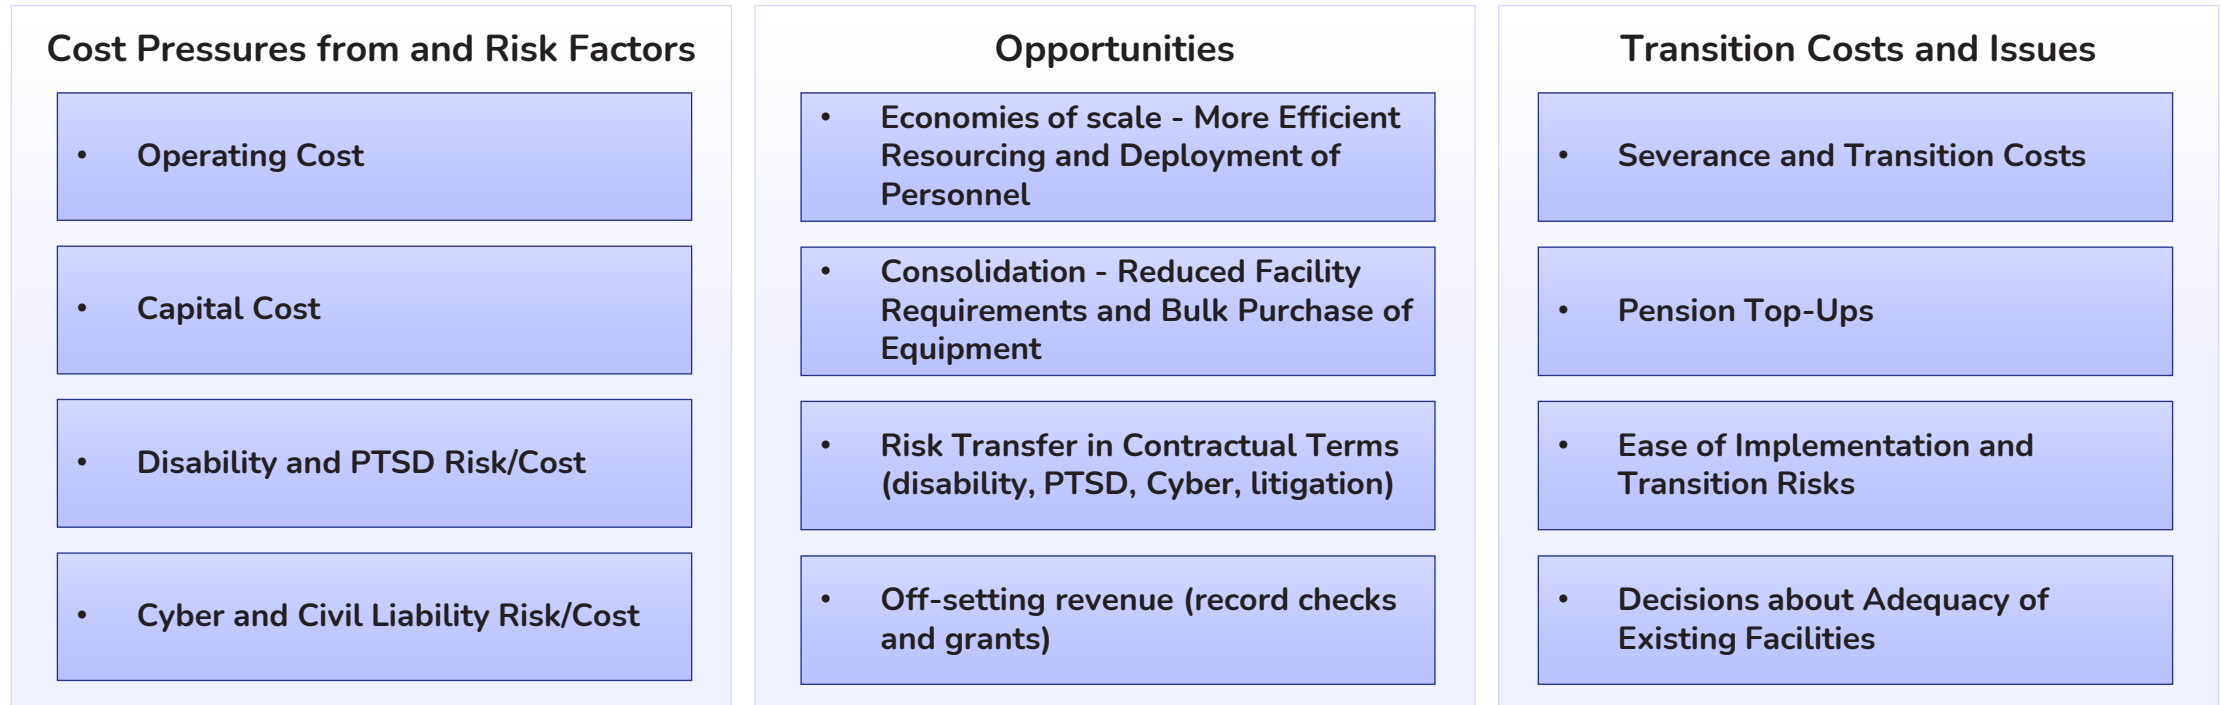 Cost Pressures from and Risk Factors
• Operating Cost
• Capital Cost
• Disability and PTSD Risk/Cost
• Cyber and Civil Liability Risk/Cost
Opportunities
• Economies of scale - More Efficient
Resourcing and Deployment of
Personnel
• Consolidation - Reduced Facility
Requirements and Bulk Purchase of
Equipment
• Risk Transfer in Contractual Terms
(disability, PTSD, Cyber, litigation)
• Off-setting revenue (record checks
and grants)
Transition Costs and Issues
• Severance and Transition Costs
• Pension Top-Ups
• Ease of Implementation and
Transition Risks
• Decisions about Adequacy of
Existing Facilities